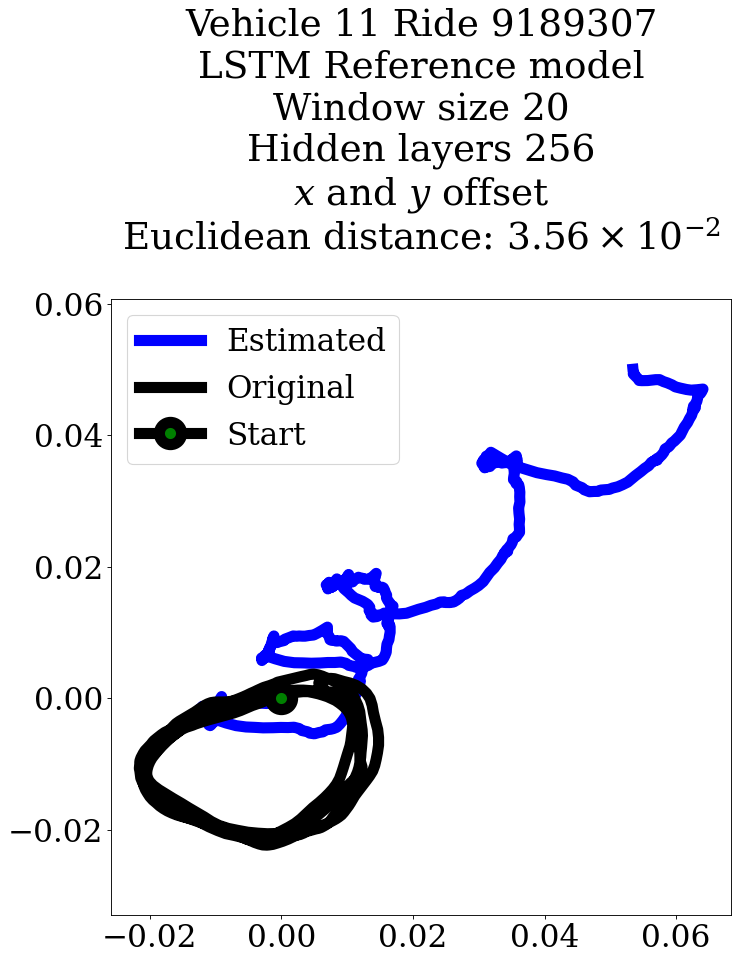 Vehicle 11 Ride 9189307
LSTM Reference model
Window size 20
Hidden layers 256
x and y offset
Euclidean distance: 3.56 × 10⁻²
0.06
Estimated
Original
Start
0.04
0.02
0.00
−0.02
−0.02 0.00 0.02 0.04 0.06